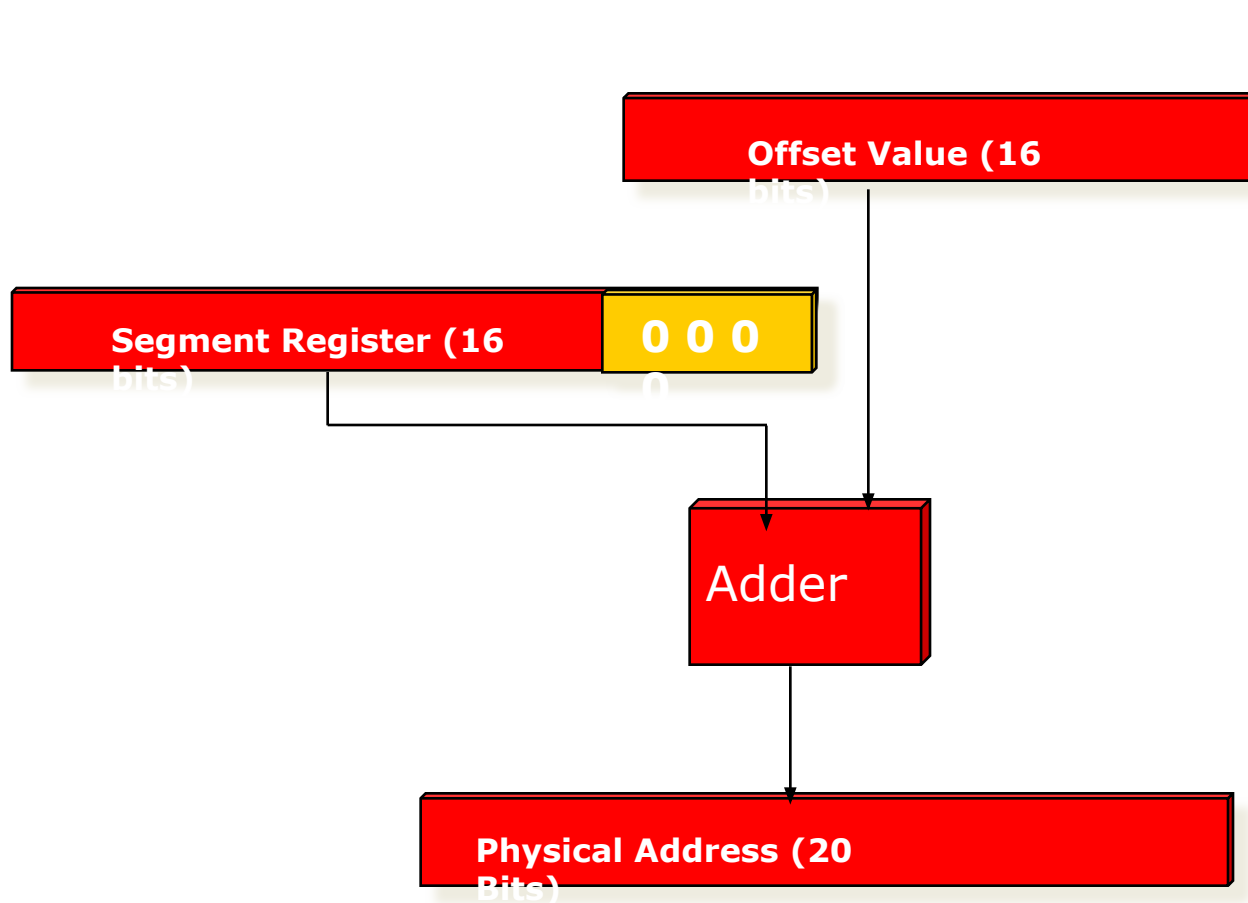 Offset Value (16
bits)
Segment Register (16
bits)
0 0 0
0
Adder
Physical Address (20
Bits)